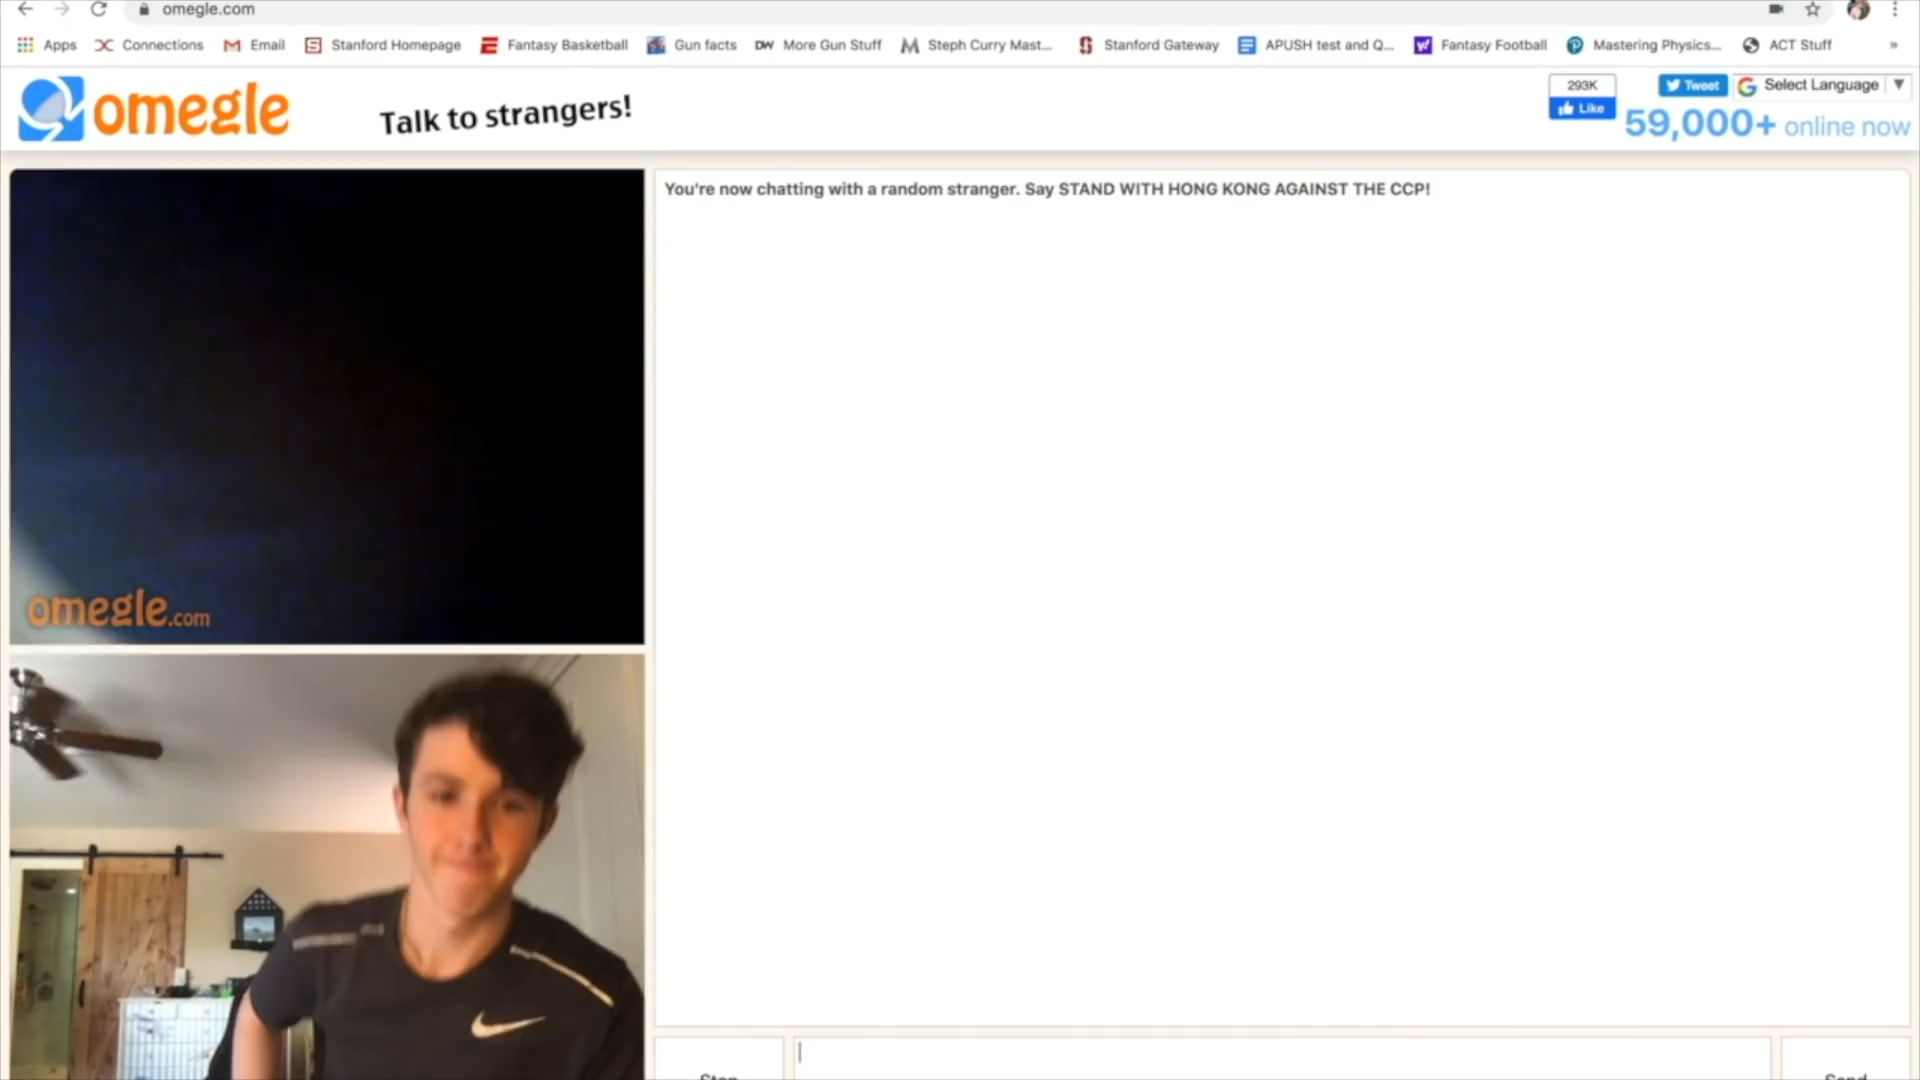 omegle.com
Apps Connections Email Stanford Homepage Fantasy Basketball Gun facts DW More Gun Stuff Steph Curry Mast... Stanford Gateway APUSH test and Q... Fantasy Football Mastering Physics... ACT Stuff »
omegle Talk to strangers! 293K Like Tweet Select Language
59,000+ online now
You're now chatting with a random stranger. Say STAND WITH HONG KONG AGAINST THE CCP!
omegle.com
Stop Send